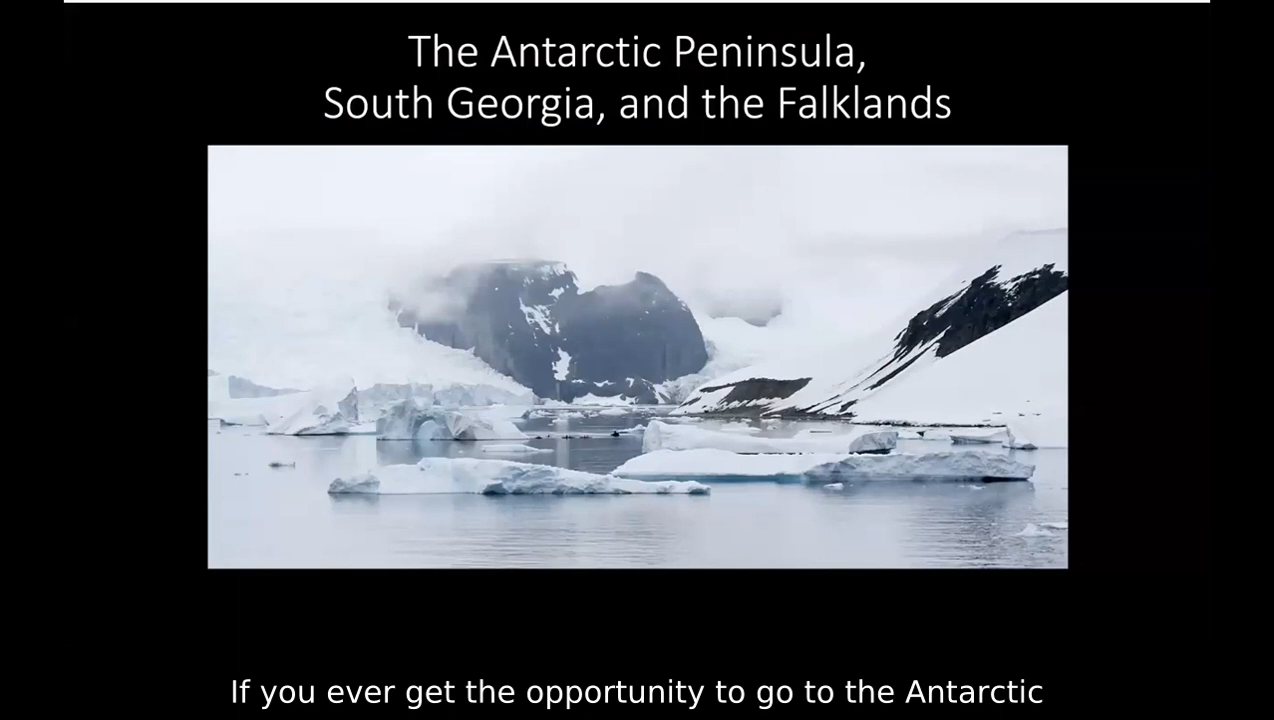 The Antarctic Peninsula,
South Georgia, and the Falklands
If you ever get the opportunity to go to the Antarctic